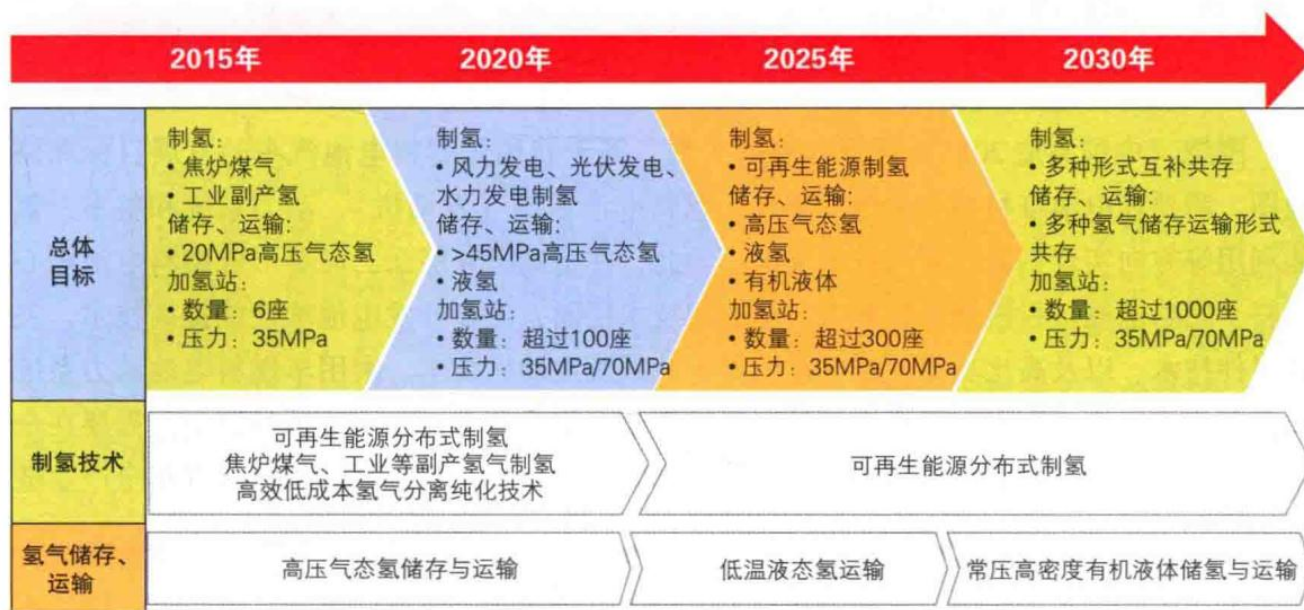 2015年
2020年
2025年
2030年
总体
目标
制氢:
• 焦炉煤气
• 工业副产氢
储存、运输:
• 20MPa高压气态氢
加氢站:
• 数量：6座
• 压力：35MPa
制氢:
• 风力发电、光伏发电、
水力发电制氢
储存、运输:
• >45MPa高压气态氢
• 液氢
加氢站:
• 数量：超过100座
• 压力：35MPa/70MPa
制氢:
• 可再生能源制氢
储存、运输:
• 高压气态氢
• 液氢
• 有机液体
加氢站:
• 数量：超过300座
• 压力：35MPa/70MPa
制氢:
• 多种形式互补共存
储存、运输:
• 多种氢气储存运输形式
共存
加氢站:
• 数量：超过1000座
• 压力：35MPa/70MPa
制氢技术
可再生能源分布式制氢
焦炉煤气、工业等副产氢气制氢
高效低成本氢气分离纯化技术
可再生能源分布式制氢
氢气储存、
运输
高压气态氢储存与运输
低温液态氢运输
常压高密度有机液体储氢与运输